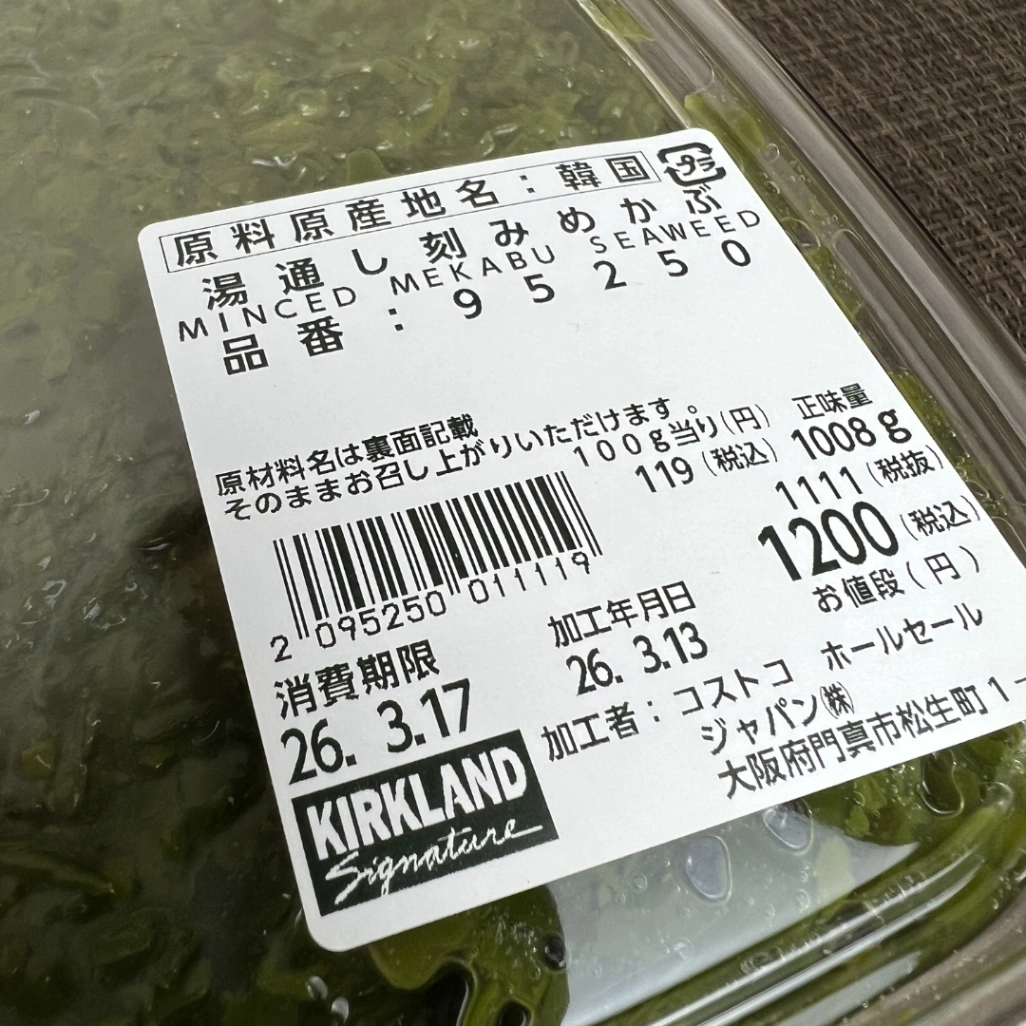 原料原産地名：韓国
プラ
湯通し刻みめかぶ
MINCED MEKABU SEAWEED
品番：95250
原材料名は裏面記載
そのままお召し上がりいただけます。
100g当り(円) 正味量
119 (税込) 1008g
1111 (税抜)
1200 (税込)
お値段(円)
2 095250 011119
消費期限 加工年月日
26. 3.17 26. 3.13
加工者：コストコ ホールセール
ジャパン㈱
大阪府門真市松生町1-
KIRKLAND
Signature